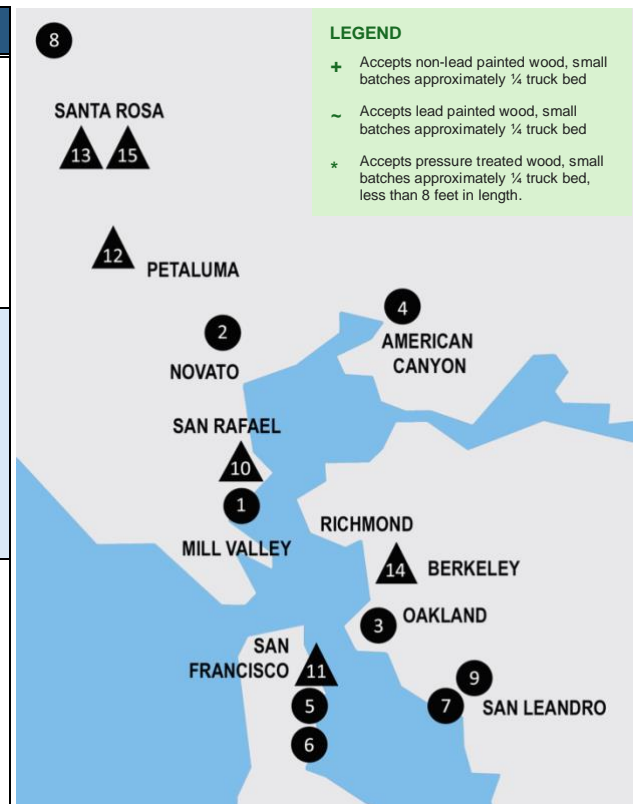 8
LEGEND
+ Accepts non-lead painted wood, small
batches approximately ¼ truck bed
~ Accepts lead painted wood, small
batches approximately ¼ truck bed
* Accepts pressure treated wood, small
batches approximately ¼ truck bed,
less than 8 feet in length.
SANTA ROSA
13 15
12
PETALUMA
2
NOVATO
4
AMERICAN
CANYON
SAN RAFAEL
10
1
MILL VALLEY
RICHMOND
14 BERKELEY
3 OAKLAND
SAN
FRANCISCO
11
5
6
9
7
SAN LEANDRO